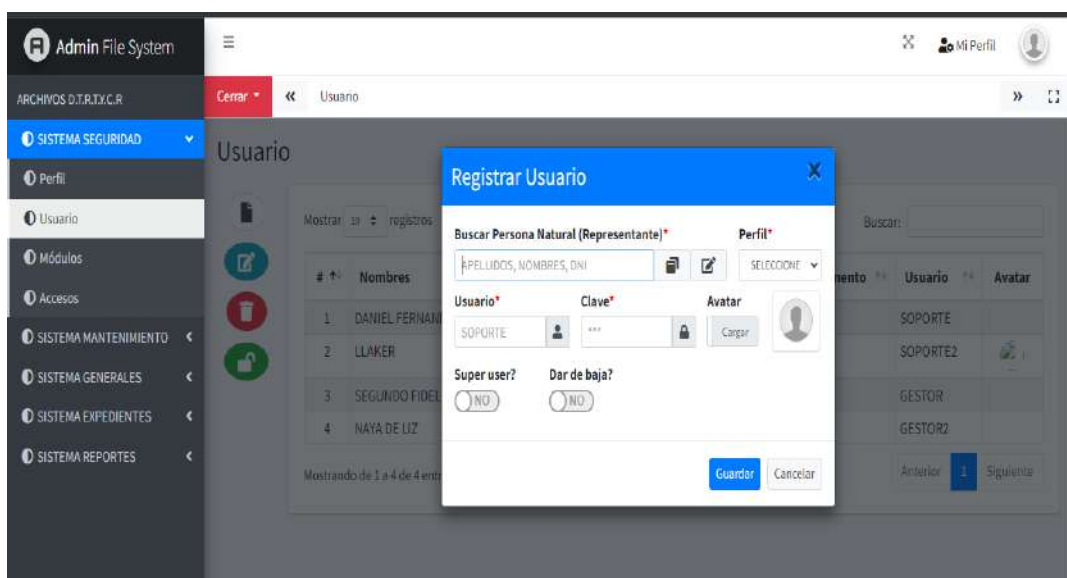 Admin File System
Mi Perfil
ARCHIVOS D.T.R.T.Y.C.R
Cerrar
Usuario
SISTEMA SEGURIDAD
Perfil
Usuario
Módulos
Accesos
SISTEMA MANTENIMIENTO
SISTEMA GENERALES
SISTEMA EXPEDIENTES
SISTEMA REPORTES
Usuario
Mostrar 10 registros
Buscar:
# Nombres
mento Usuario Avatar
1 DANIEL FERNAN
SOPORTE
2 LLAKER
SOPORTE2
3 SEGUNDO FIDEL
GESTOR
4 NAYA DE LIZ
GESTOR2
Mostrando de 1 a 4 de 4 entr
Anterior 1 Siguiente
Registrar Usuario
X
Buscar Persona Natural (Representante)* Perfil*
APELLIDOS, NOMBRES, DNI
SELECCIONE
Usuario* Clave* Avatar
SOPORTE *** Cargar
Super user? Dar de baja?
NO NO
Guardar Cancelar